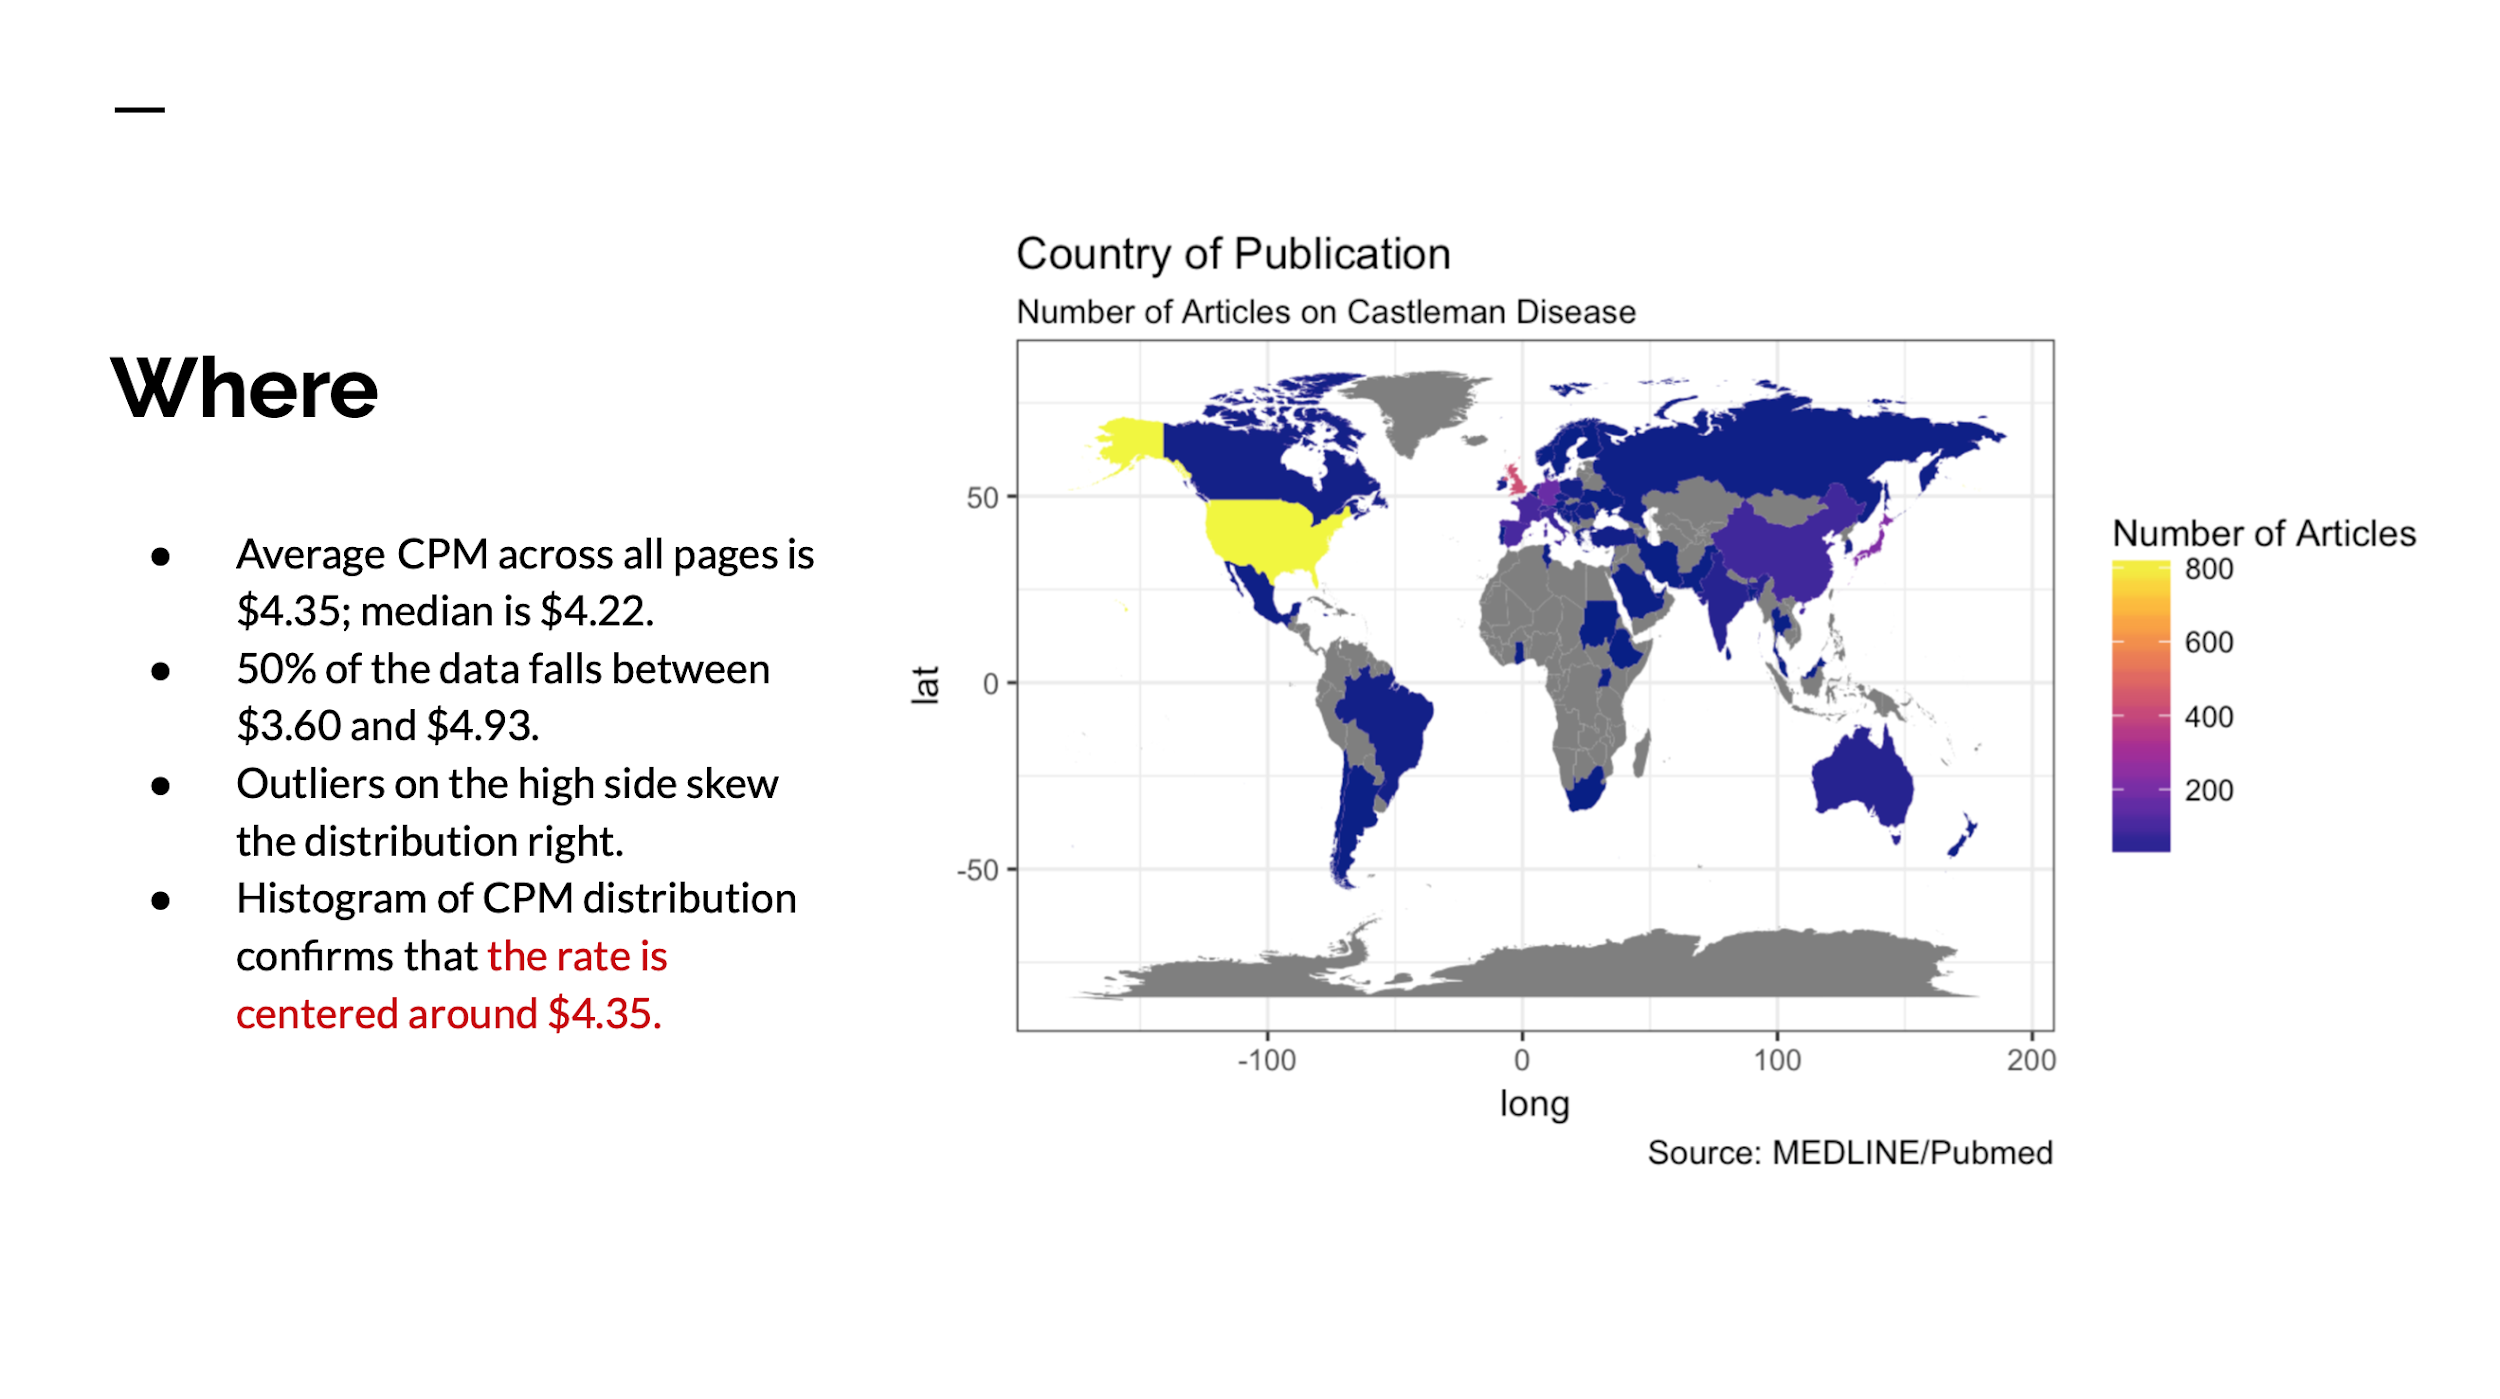 Where
● Average CPM across all pages is
$4.35; median is $4.22.
● 50% of the data falls between
$3.60 and $4.93.
● Outliers on the high side skew
the distribution right.
● Histogram of CPM distribution
confirms that the rate is
centered around $4.35.
Country of Publication
Number of Articles on Castleman Disease
lat
50
0
-50
-100 0 100 200
long
Source: MEDLINE/Pubmed
Number of Articles
800
600
400
200